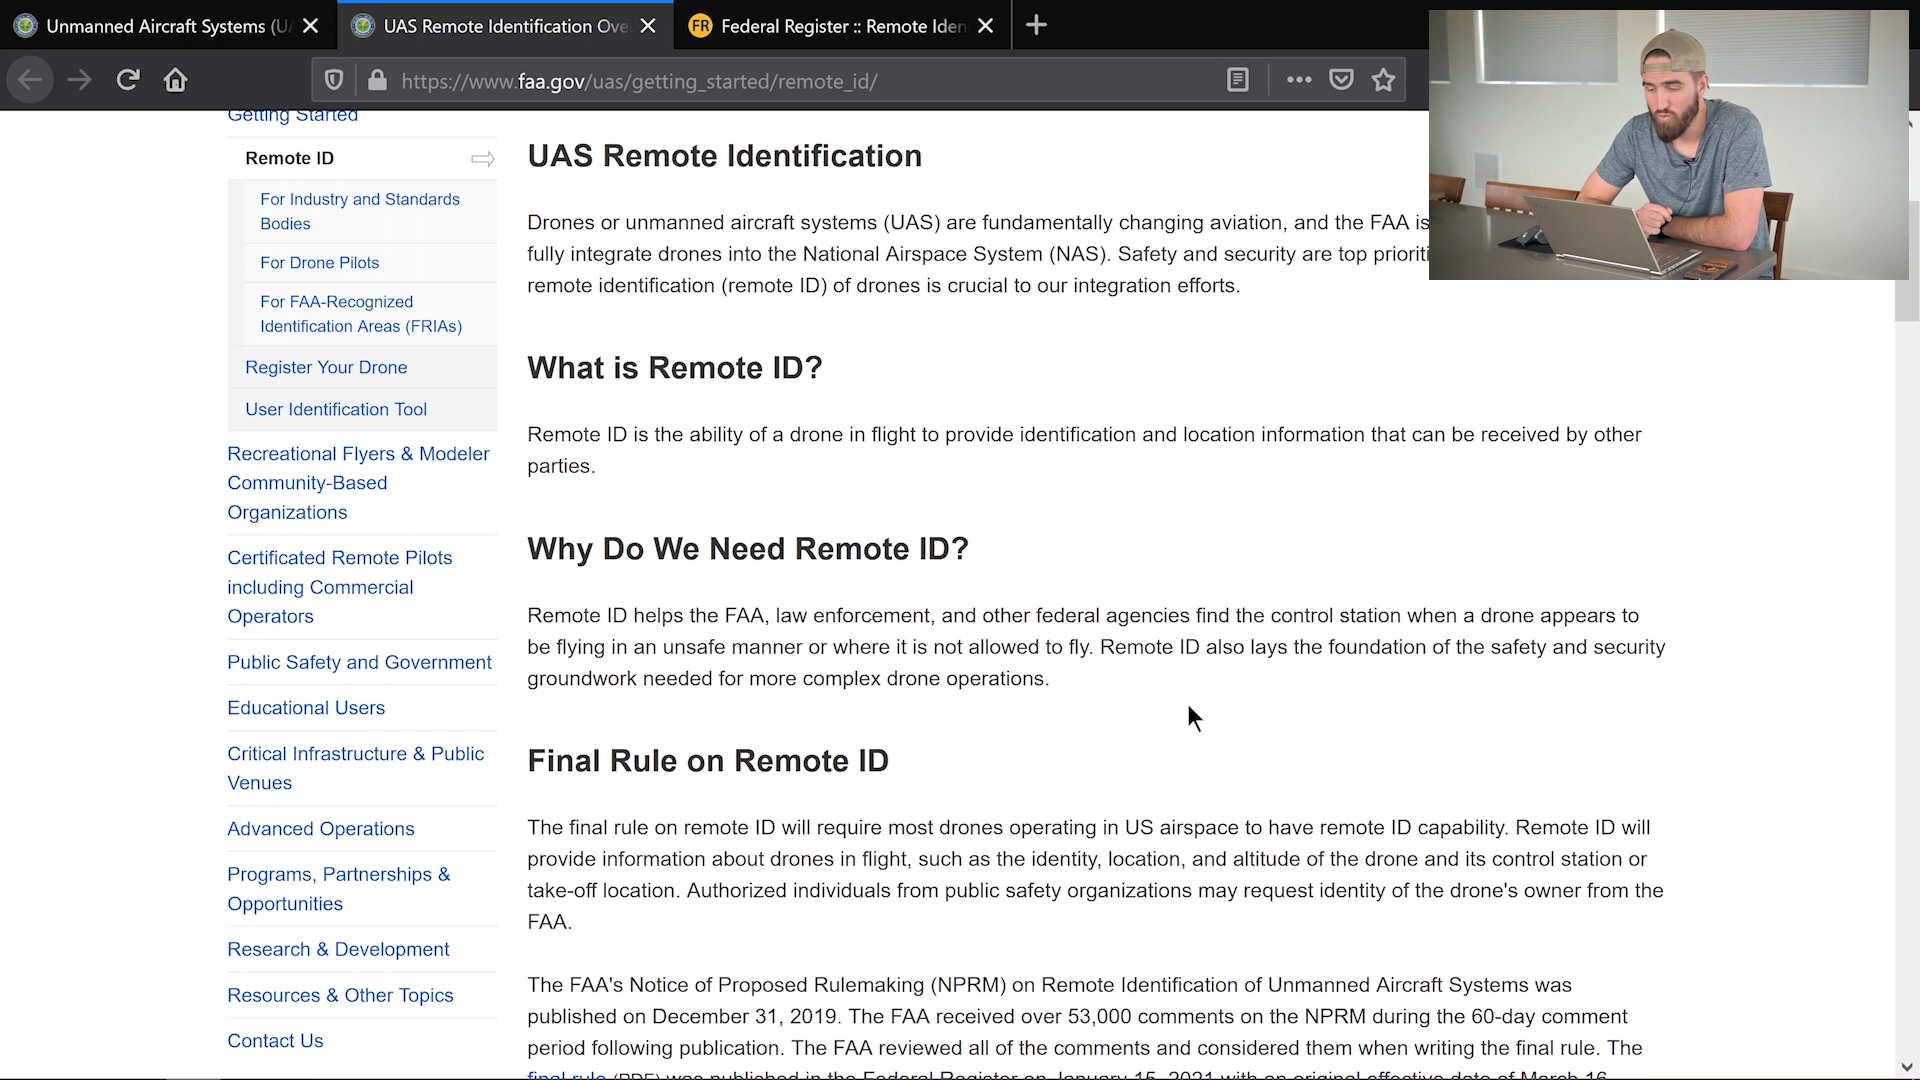 Unmanned Aircraft Systems (UA
UAS Remote Identification Ove
FR Federal Register :: Remote Iden
https://www.faa.gov/uas/getting_started/remote_id/
Getting Started
Remote ID
For Industry and Standards
Bodies
For Drone Pilots
For FAA-Recognized
Identification Areas (FRIAs)
Register Your Drone
User Identification Tool
Recreational Flyers & Modeler
Community-Based
Organizations
Certificated Remote Pilots
including Commercial
Operators
Public Safety and Government
Educational Users
Critical Infrastructure & Public
Venues
Advanced Operations
Programs, Partnerships &
Opportunities
Research & Development
Resources & Other Topics
Contact Us
UAS Remote Identification
Drones or unmanned aircraft systems (UAS) are fundamentally changing aviation, and the FAA is
fully integrate drones into the National Airspace System (NAS). Safety and security are top prioriti
remote identification (remote ID) of drones is crucial to our integration efforts.
What is Remote ID?
Remote ID is the ability of a drone in flight to provide identification and location information that can be received by other
parties.
Why Do We Need Remote ID?
Remote ID helps the FAA, law enforcement, and other federal agencies find the control station when a drone appears to
be flying in an unsafe manner or where it is not allowed to fly. Remote ID also lays the foundation of the safety and security
groundwork needed for more complex drone operations.
Final Rule on Remote ID
The final rule on remote ID will require most drones operating in US airspace to have remote ID capability. Remote ID will
provide information about drones in flight, such as the identity, location, and altitude of the drone and its control station or
take-off location. Authorized individuals from public safety organizations may request identity of the drone's owner from the
FAA.
The FAA's Notice of Proposed Rulemaking (NPRM) on Remote Identification of Unmanned Aircraft Systems was
published on December 31, 2019. The FAA received over 53,000 comments on the NPRM during the 60-day comment
period following publication. The FAA reviewed all of the comments and considered them when writing the final rule. The
final rule (PDF) was published in the Federal Register on January 15, 2021 with an original effective date of March 16